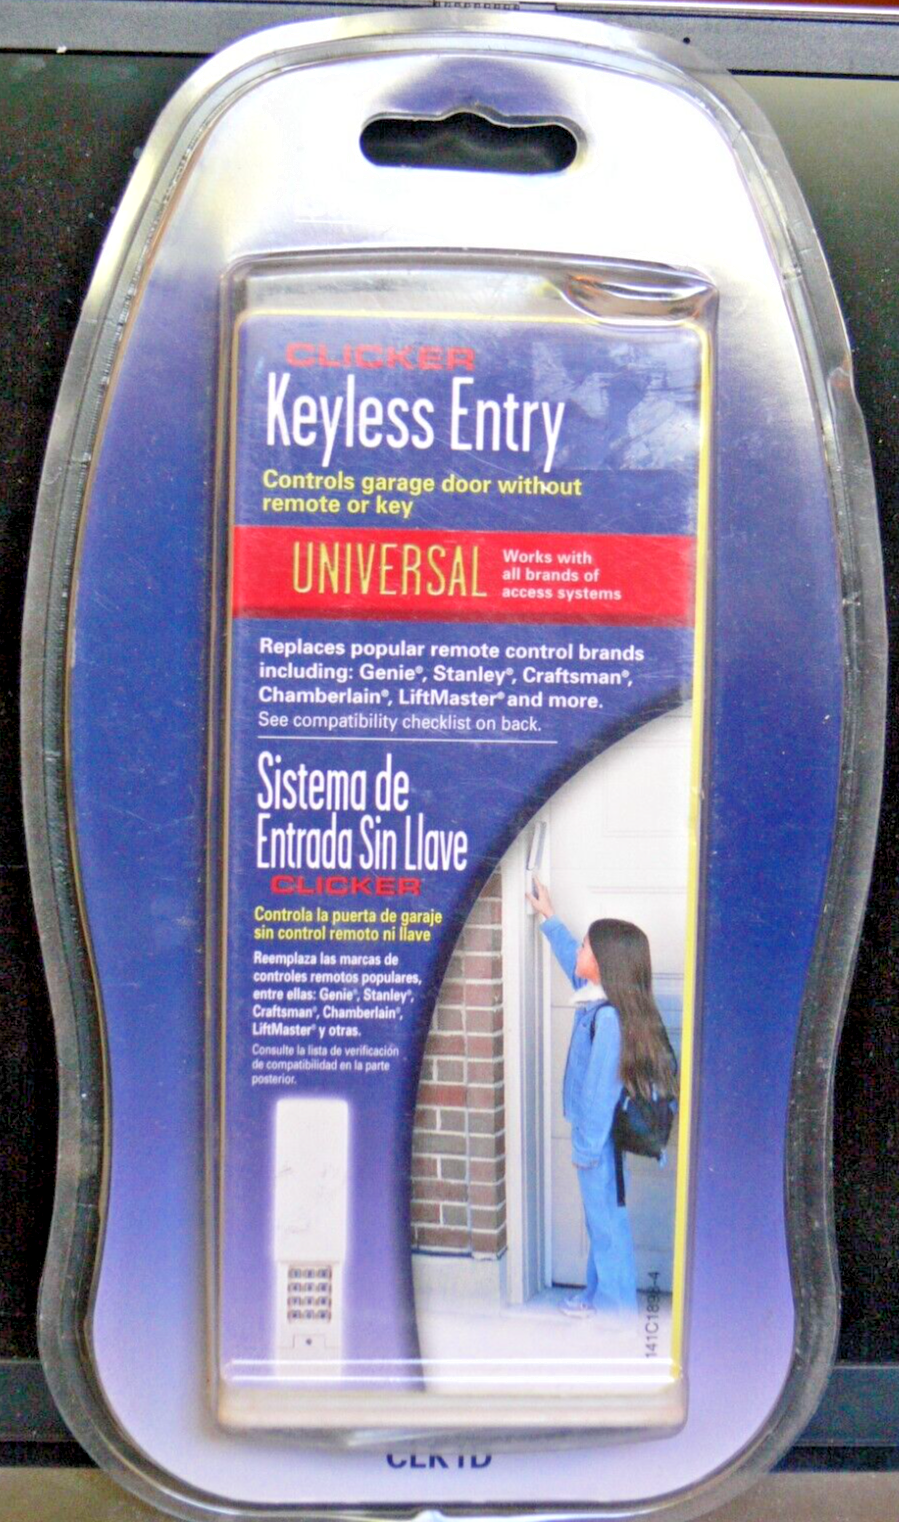 CLICKER
Keyless Entry
Controls garage door without
remote or key
UNIVERSAL
Works with
all brands of
access systems
Replaces popular remote control brands
including: Genie®, Stanley®, Craftsman®,
Chamberlain®, LiftMaster® and more.
See compatibility checklist on back.
Sistema de
Entrada Sin Llave
CLICKER
Controla la puerta de garaje
sin control remoto ni llave
Reemplaza las marcas de
controles remotos populares,
entre ellas: Genie®, Stanley®,
Craftsman®, Chamberlain®,
LiftMaster® y otras.
Consulte la lista de verificación
de compatibilidad en la parte
posterior.
CLK1D